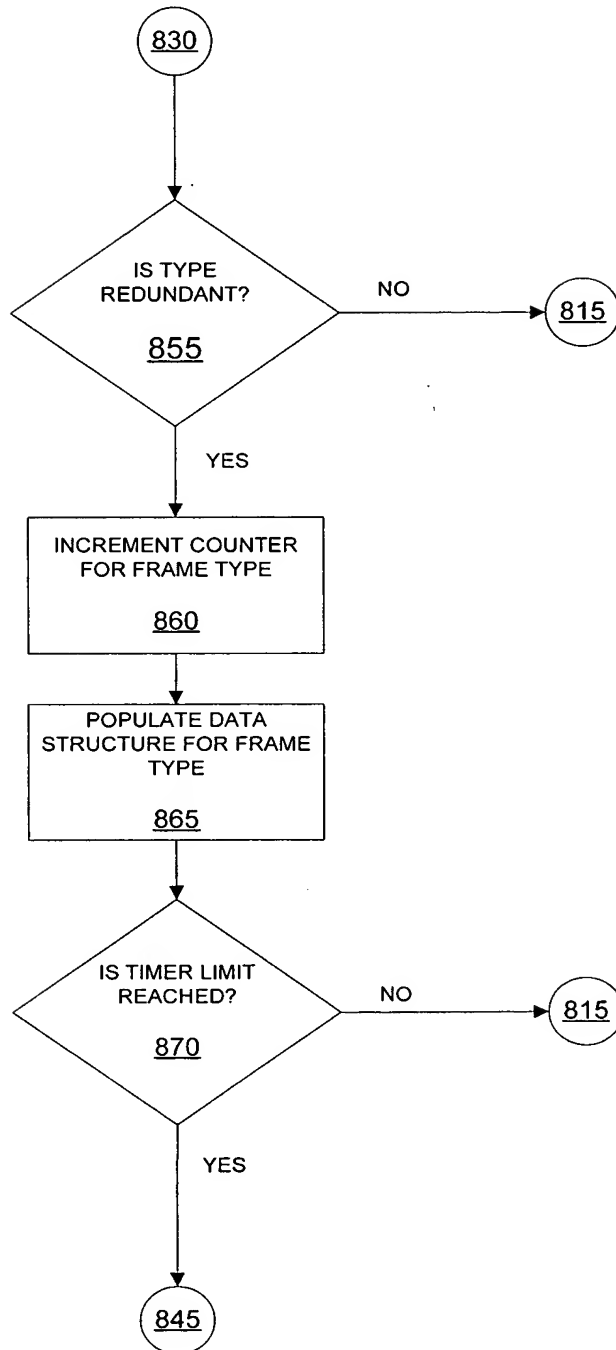 830
IS TYPE
REDUNDANT?
855
NO
815
YES
INCREMENT COUNTER
FOR FRAME TYPE
860
POPULATE DATA
STRUCTURE FOR FRAME
TYPE
865
IS TIMER LIMIT
REACHED?
870
NO
815
YES
845